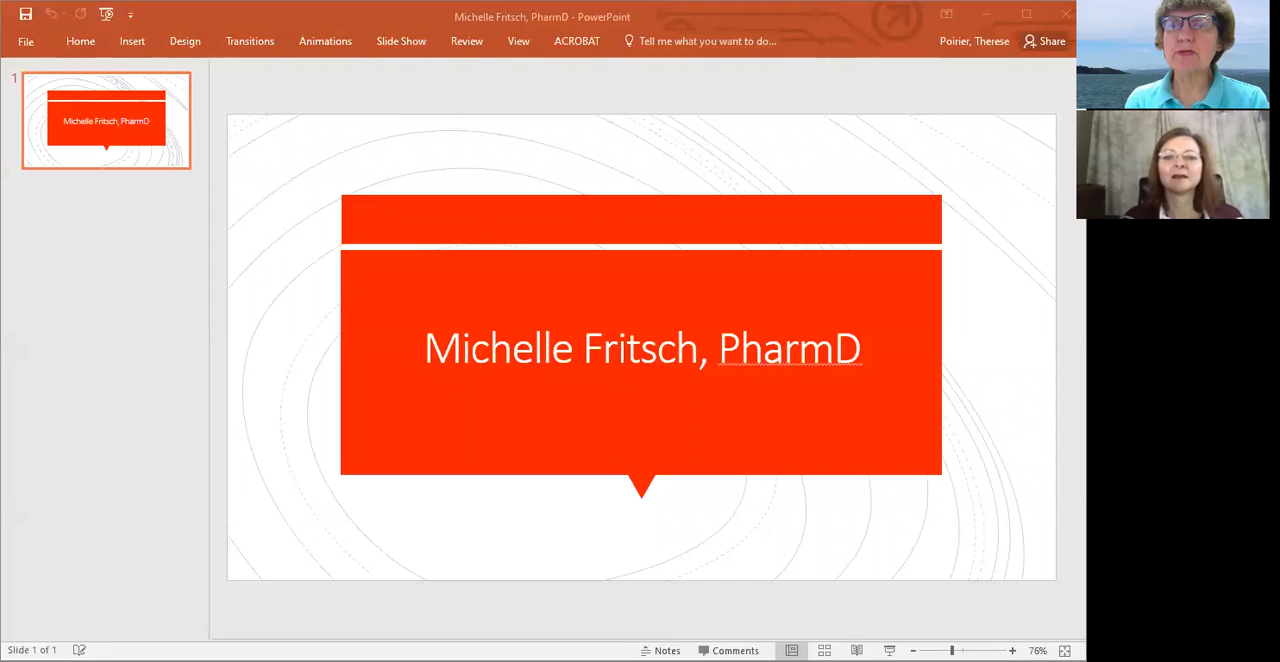 Michelle Fritsch, PharmD - PowerPoint
File Home Insert Design Transitions Animations Slide Show Review View ACROBAT Tell me what you want to do... Poirier, Therese Share
1
Michelle Fritsch, PharmD
Michelle Fritsch, PharmD
Slide 1 of 1 Notes Comments 76%